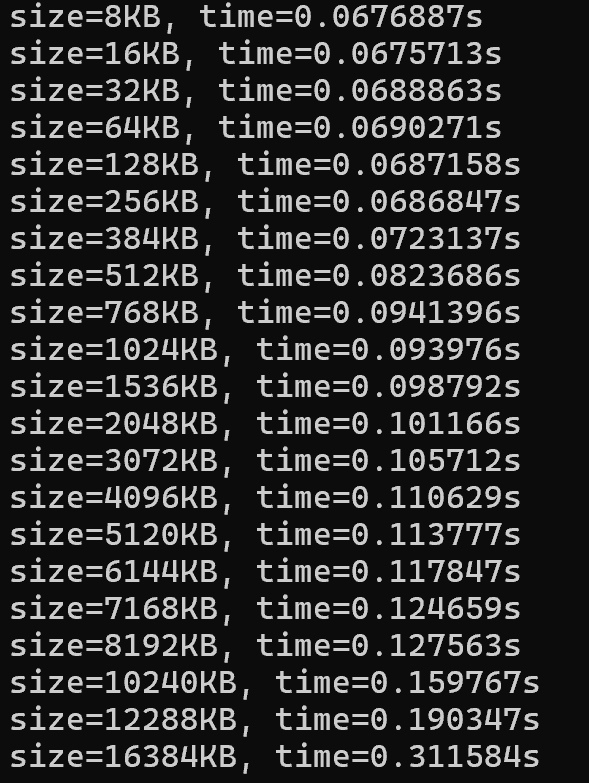 size=8KB, time=0.0676887s
size=16KB, time=0.0675713s
size=32KB, time=0.0688863s
size=64KB, time=0.0690271s
size=128KB, time=0.0687158s
size=256KB, time=0.0686847s
size=384KB, time=0.0723137s
size=512KB, time=0.0823686s
size=768KB, time=0.0941396s
size=1024KB, time=0.093976s
size=1536KB, time=0.098792s
size=2048KB, time=0.101166s
size=3072KB, time=0.105712s
size=4096KB, time=0.110629s
size=5120KB, time=0.113777s
size=6144KB, time=0.117847s
size=7168KB, time=0.124659s
size=8192KB, time=0.127563s
size=10240KB, time=0.159767s
size=12288KB, time=0.190347s
size=16384KB, time=0.311584s